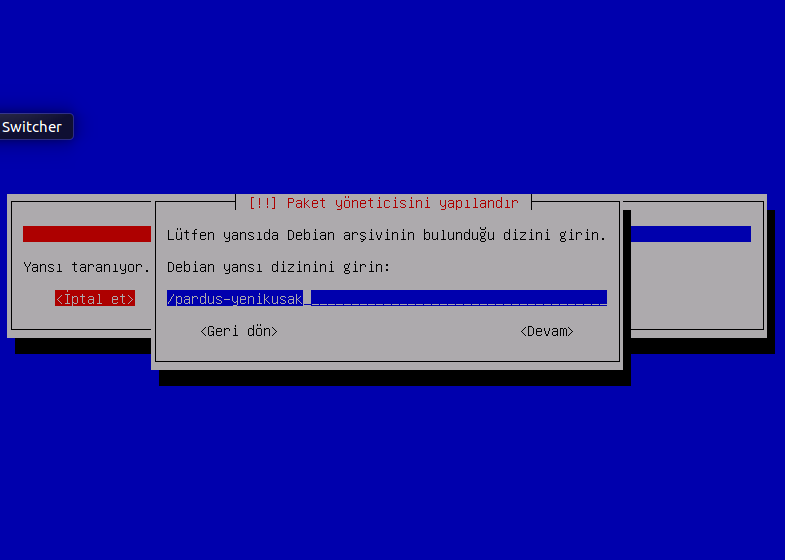 Switcher
[!!] Paket yöneticisini yapılandır
Lütfen yansıda Debian arşivinin bulunduğu dizini girin.
Yansı taranıyor.
Debian yansı dizinini girin:
<İptal et>
/pardus-yenikusak
<Geri dön>
<Devam>